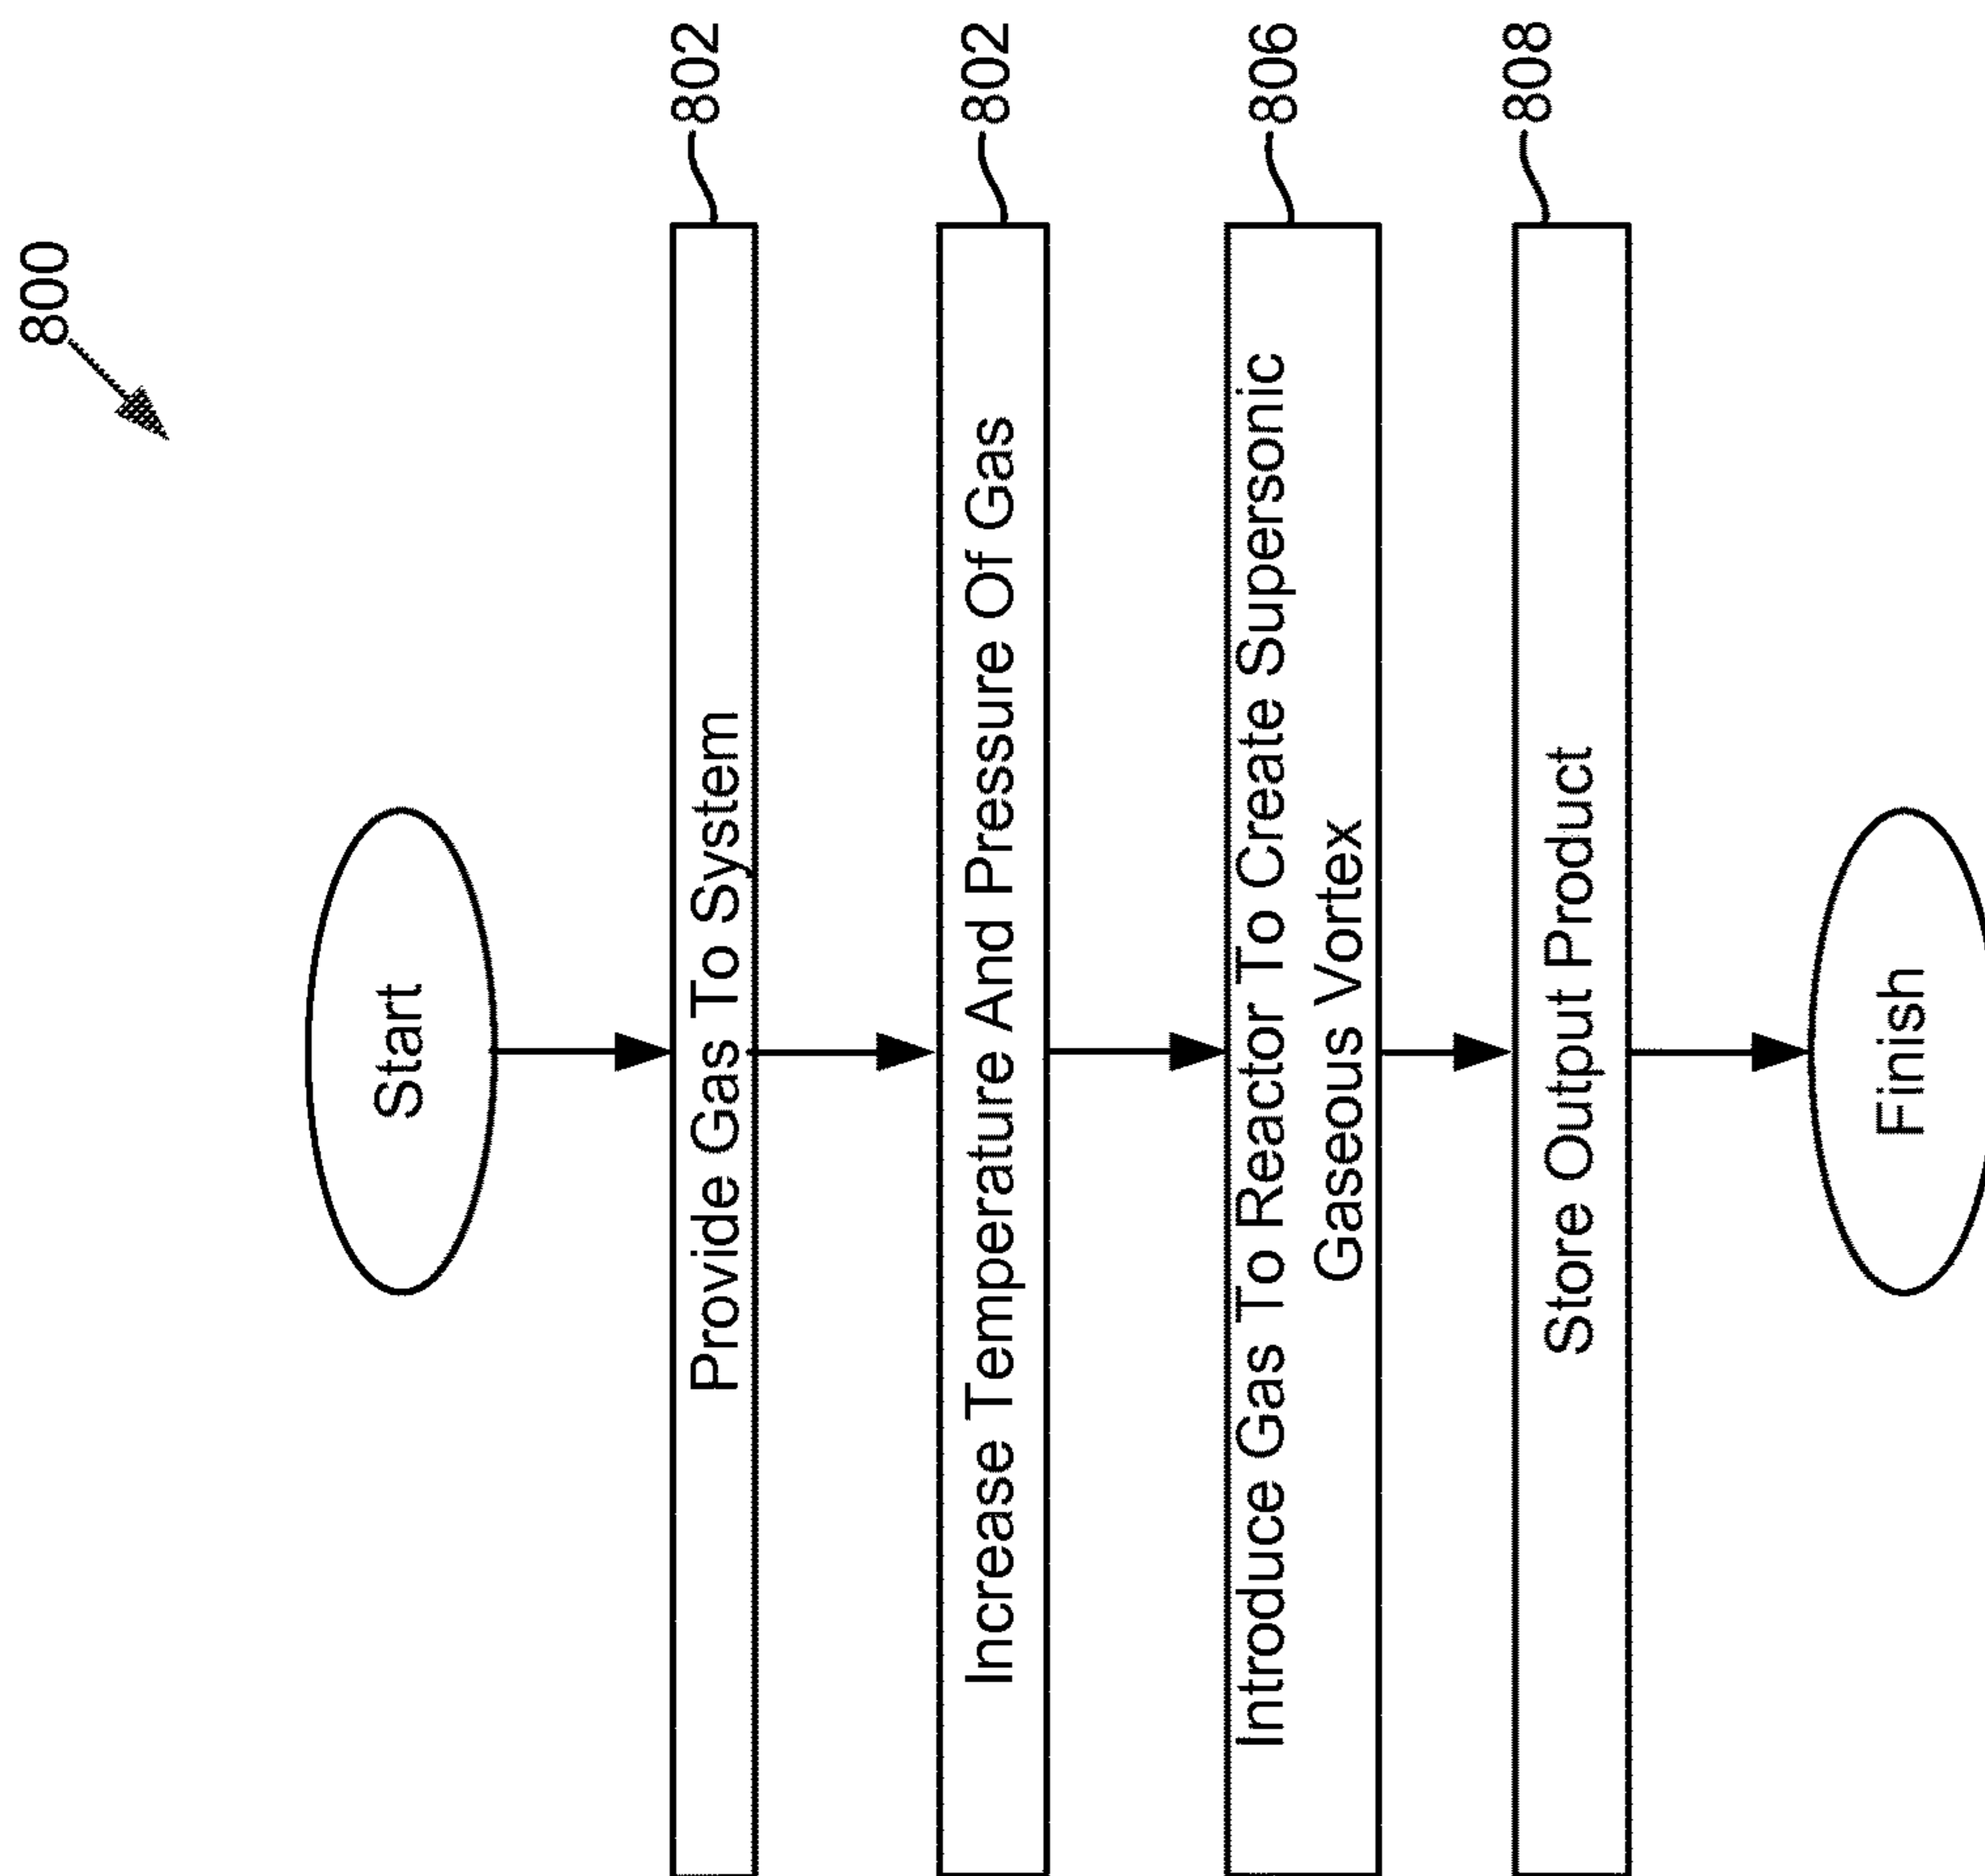 800
Start
Provide Gas To System
802
Increase Temperature And Pressure Of Gas
802
Introduce Gas To Reactor To Create Supersonic
Gaseous Vortex
806
Store Output Product
808
Finish